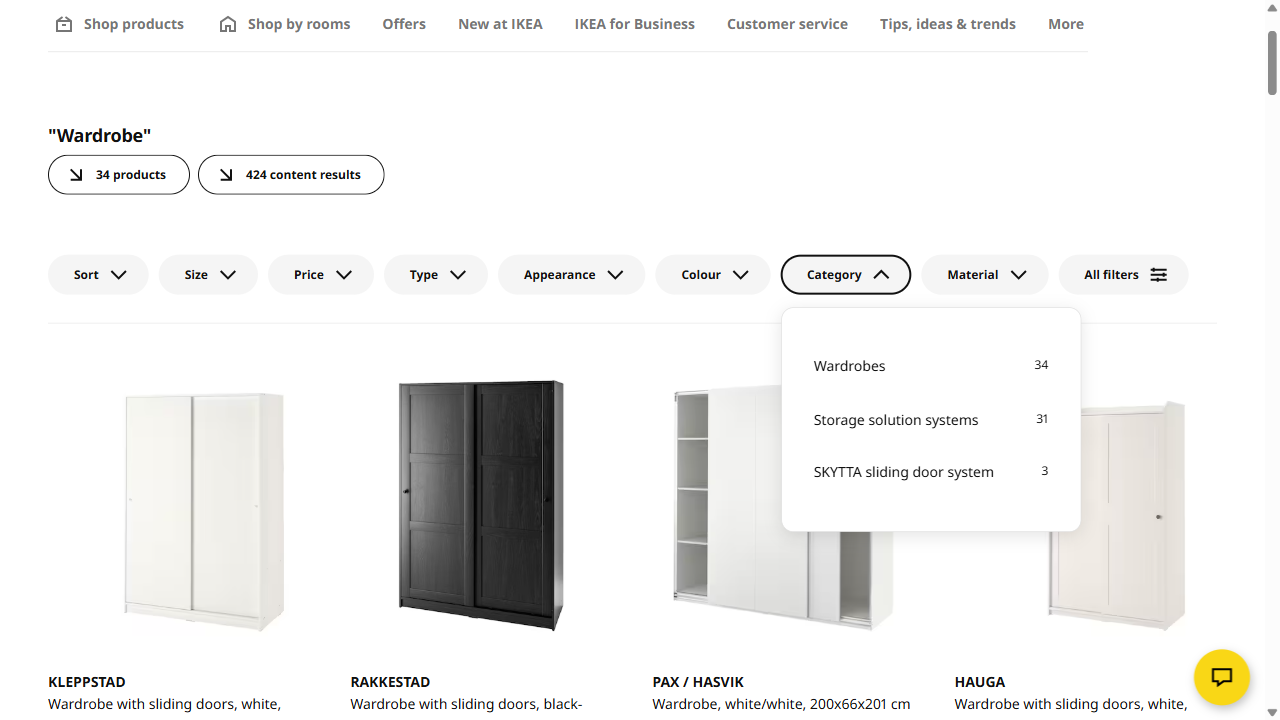 Shop products
Shop by rooms
Offers
New at IKEA
IKEA for Business
Customer service
Tips, ideas & trends
More
"Wardrobe"
34 products
424 content results
Sort
Size
Price
Type
Appearance
Colour
Category
Material
All filters
Wardrobes 34
Storage solution systems 31
SKYTTA sliding door system 3
KLEPPSTAD
Wardrobe with sliding doors, white,
RAKKESTAD
Wardrobe with sliding doors, black-
PAX / HASVIK
Wardrobe, white/white, 200x66x201 cm
HAUGA
Wardrobe with sliding doors, white,